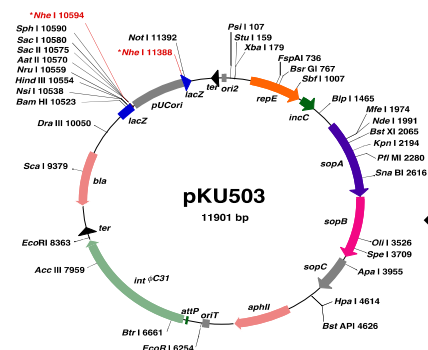 *Nhe I 10594
Sph I 10590
Sac I 10580
Sac II 10575
Aat II 10570
Nru I 10559
Hind III 10554
Nsi I 10538
Bam HI 10523
Dra III 10050
Sca I 9379
EcoRI 8363
Acc III 7959
Btr I 6661
EcoR I 6254
Not I 11392
*Nhe I 11388
Psi I 107
Stu I 159
Xba I 179
FspAI 736
Bsr GI 767
Sbf I 1007
Blp I 1465
Mfe I 1974
Nde I 1991
Bst XI 2065
Kpn I 2194
Pfl MI 2280
Sna BI 2616
Oli I 3526
Spe I 3709
Apa I 3955
Hpa I 4614
Bst API 4626
lacZ
pUCori
lacZ
ter
ori2
repE
incC
sopA
sopB
sopC
aphII
oriT
attP
int ϕC31
ter
bla
pKU503
11901 bp